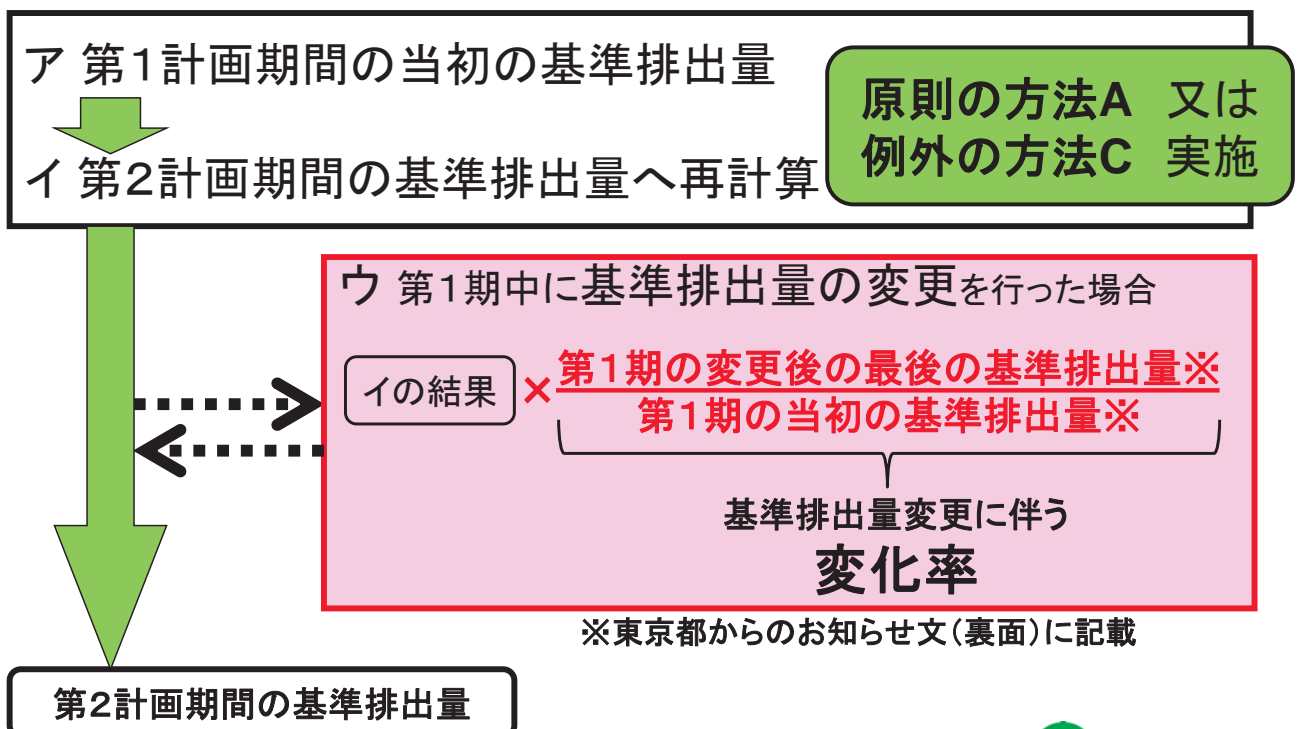 ア 第1計画期間の当初の基準排出量
原則の方法A 又は
例外の方法C 実施
イ 第2計画期間の基準排出量へ再計算
ウ 第1期中に基準排出量の変更を行った場合
イの結果
×
第1期の変更後の最後の基準排出量※
第1期の当初の基準排出量※
基準排出量変更に伴う
変化率
※東京都からのお知らせ文(裏面)に記載
第2計画期間の基準排出量